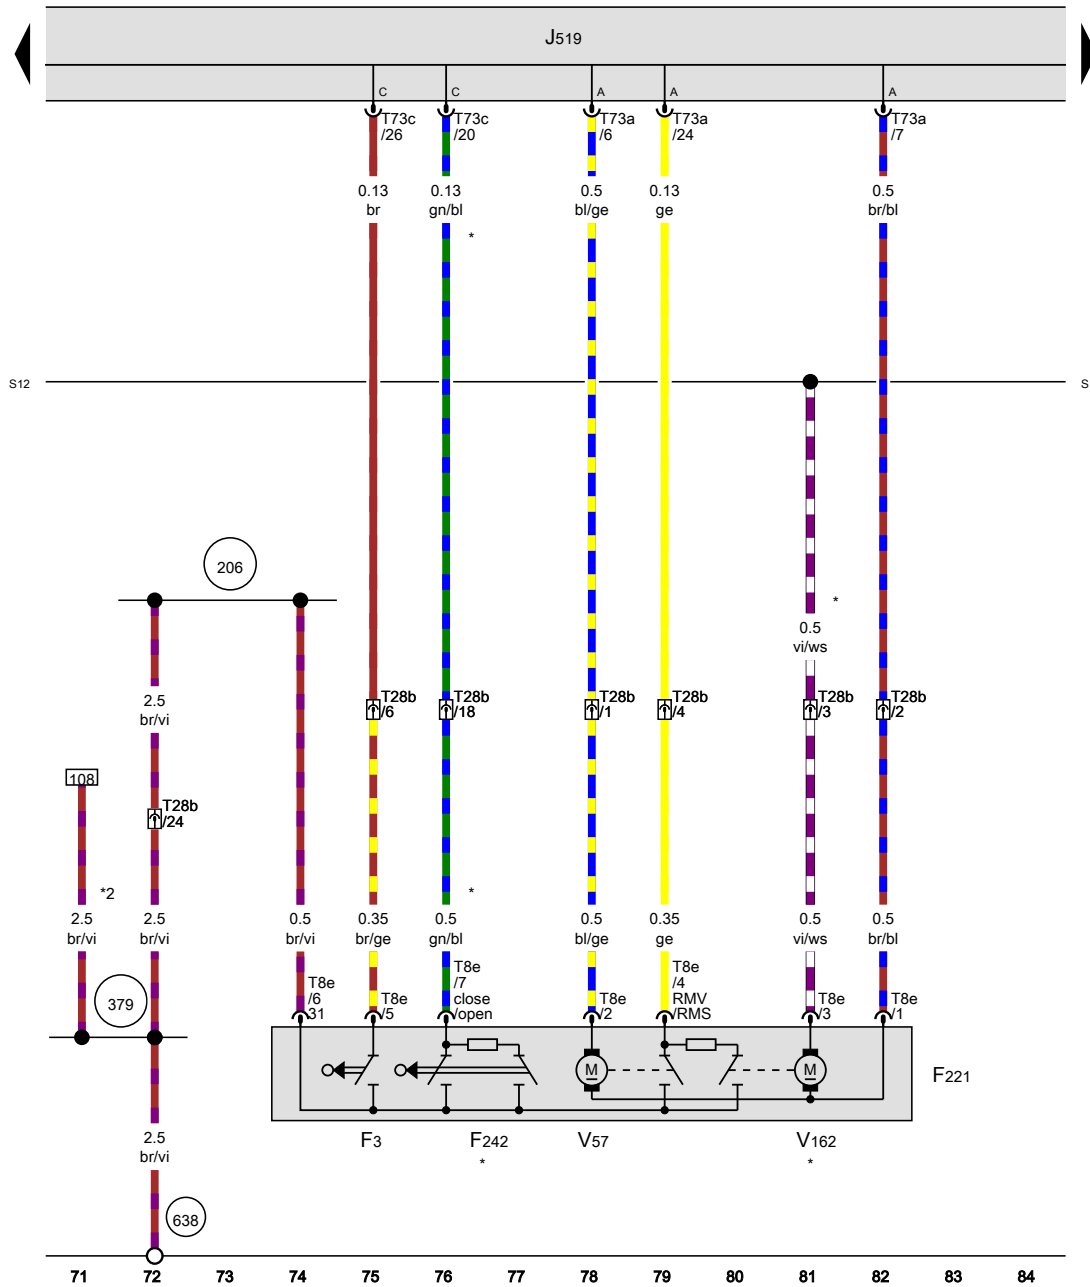 J519
C
C
A
A
A
T73c
/26
T73c
/20
T73a
/6
T73a
/24
T73a
/7
0.13
br
0.13
gn/bl
*
0.5
bl/ge
0.13
ge
0.5
br/bl
S12
S
206
*
0.5
vi/ws
2.5
br/vi
T28b
/6
T28b
/18
T28b
/1
T28b
/4
T28b
/3
T28b
/2
108
T28b
/24
*2
*
2.5
br/vi
2.5
br/vi
0.5
br/vi
0.35
br/ge
0.5
gn/bl
0.5
bl/ge
0.35
ge
0.5
vi/ws
0.5
br/bl
379
T8e
/6
31
T8e
/5
T8e
/7
close
/open
T8e
/2
T8e
/4
RMV
/RMS
T8e
/3
T8e
/1
M
M
F221
2.5
br/vi
F3
F242
*
V57
V162
*
638
71 72 73 74 75 76 77 78 79 80 81 82 83 84